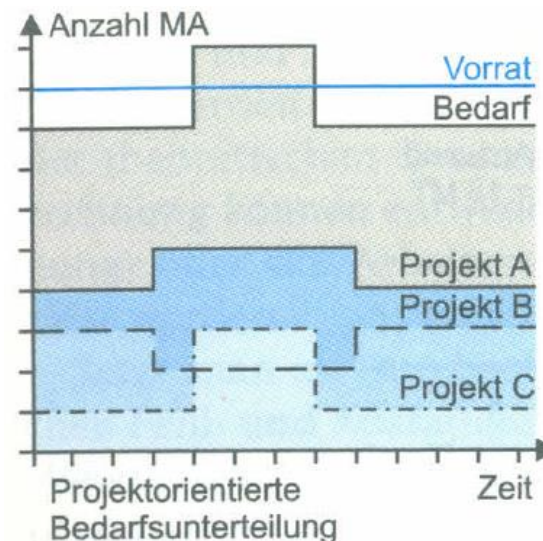 Anzahl MA
Vorrat
Bedarf
Projekt A
Projekt B
Projekt C
Projektorientierte
Bedarfsunterteilung
Zeit